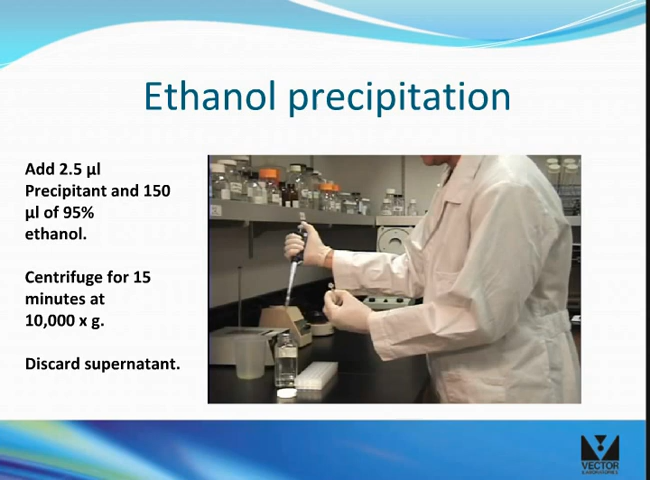 Ethanol precipitation
Add 2.5 µl
Precipitant and 150
µl of 95%
ethanol.
Centrifuge for 15
minutes at
10,000 x g.
Discard supernatant.
VECTOR
LABORATORIES